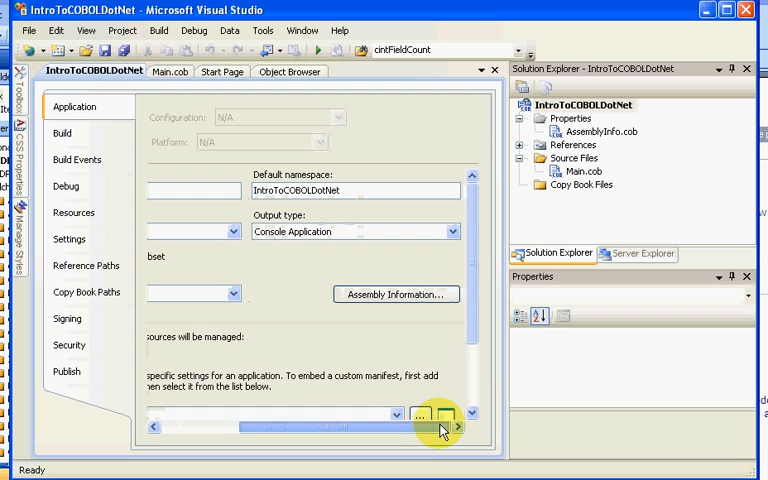 IntroToCOBOLDotNet - Microsoft Visual Studio
File Edit View Project Build Debug Data Tools Window Help
cintFieldCount
IntroToCOBOLDotNet Main.cob Start Page Object Browser
Toolbox
CSS Properties
Manage Styles
Application
Build
Build Events
Debug
Resources
Settings
Reference Paths
Copy Book Paths
Signing
Security
Publish
Configuration: N/A
Platform: N/A
Default namespace:
IntroToCOBOLDotNet
Output type:
Console Application
bset
Assembly Information...
sources will be managed:
specific settings for an application. To embed a custom manifest, first add
hen select it from the list below.
...
Solution Explorer - IntroToCOBOLDotNet
IntroToCOBOLDotNet
Properties
AssemblyInfo.cob
References
Source Files
Main.cob
Copy Book Files
Solution Explorer Server Explorer
Properties
Ready